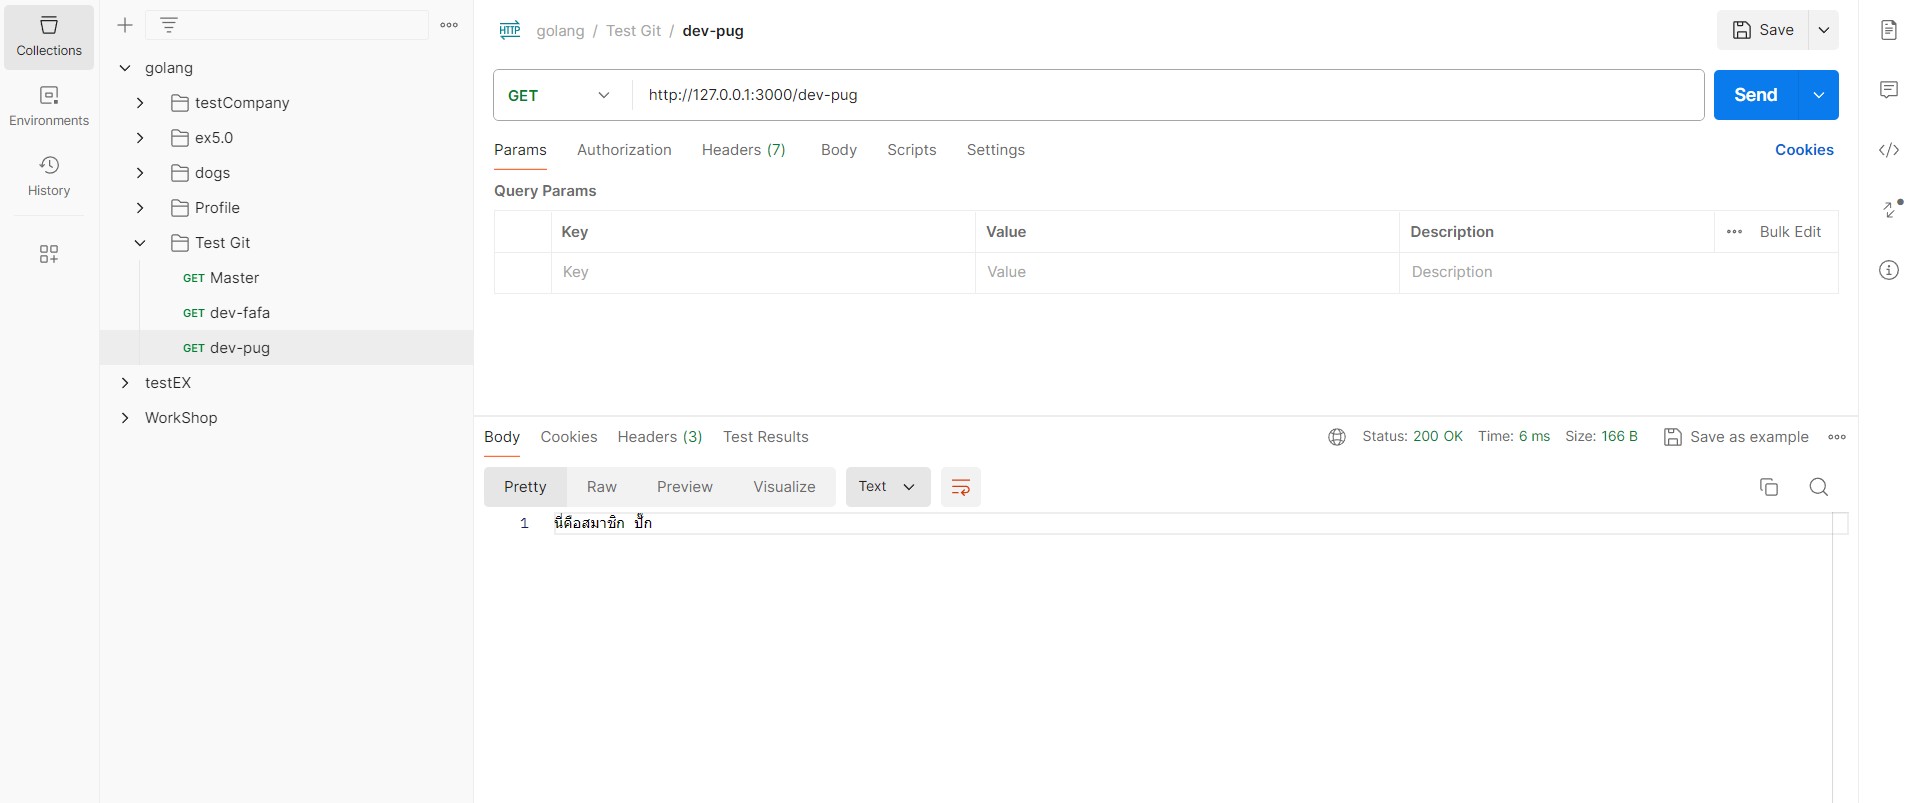 Collections
Environments
History
golang
testCompany
ex5.0
dogs
Profile
Test Git
GET Master
GET dev-fafa
GET dev-pug
testEX
WorkShop
HTTP golang / Test Git / dev-pug
Save
GET http://127.0.0.1:3000/dev-pug
Send
Params Authorization Headers (7) Body Scripts Settings Cookies
Query Params
Key Value Description Bulk Edit
Key Value Description
Body Cookies Headers (3) Test Results Status: 200 OK Time: 6 ms Size: 166 B Save as example
Pretty Raw Preview Visualize Text
1 นี่คือสมาชิก ปั๊ก